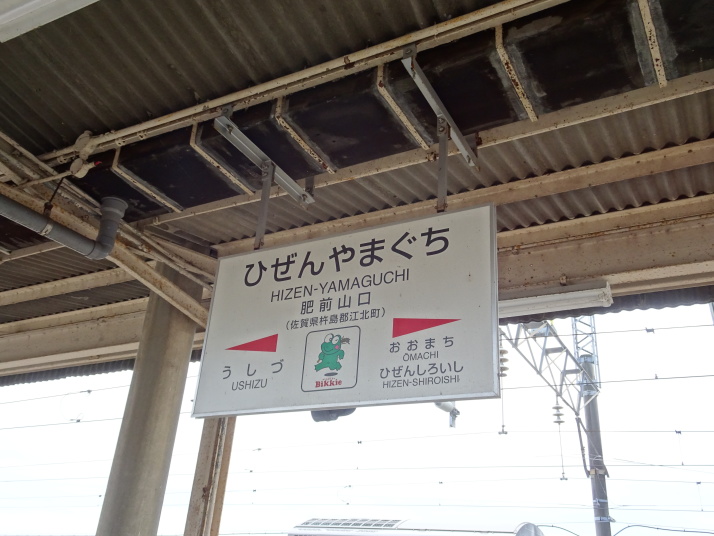 ひぜんやまぐち
HIZEN-YAMAGUCHI
肥前山口
(佐賀県杵島郡江北町)
うしづ
USHIZU
Bikkie
おおまち
ŌMACHI
ひぜんしろいし
HIZEN-SHIROISHI